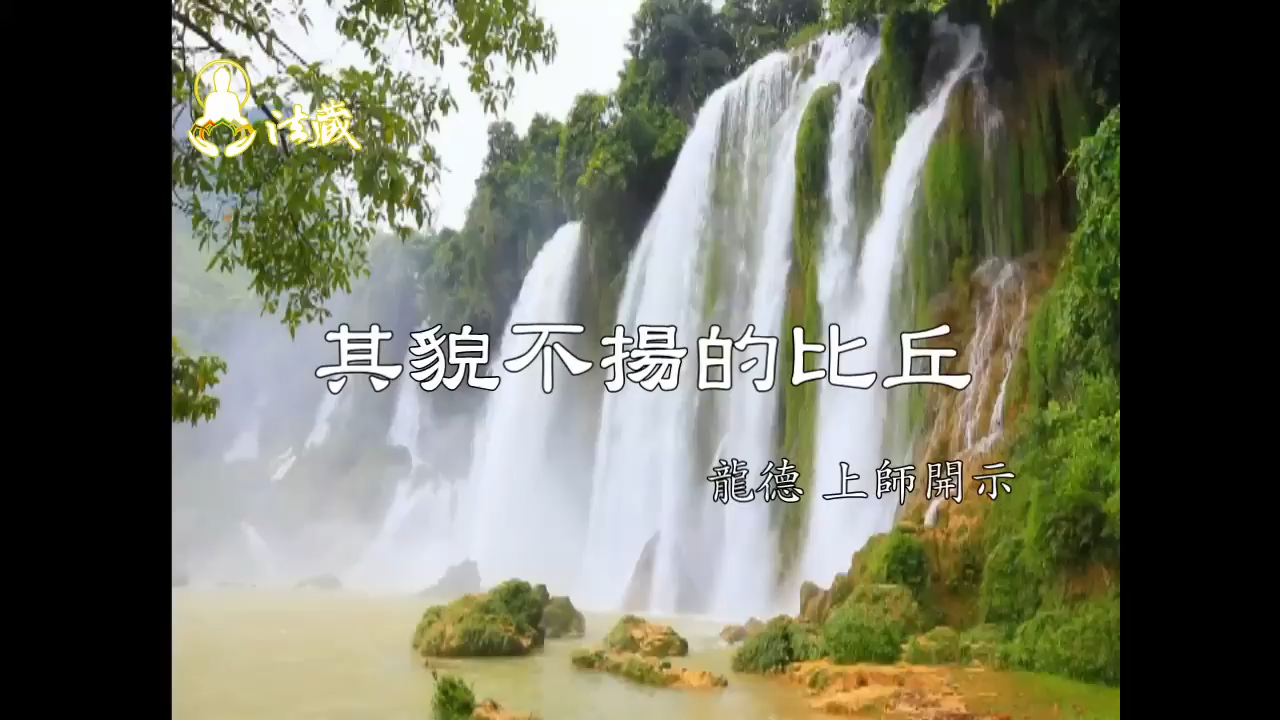 法藏
其貌不揚的比丘
龍德 上師開示